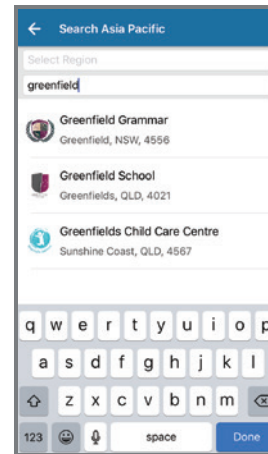 Search Asia Pacific
Select Region
greenfield
Greenfield Grammar
Greenfield, NSW, 4556
Greenfield School
Greenfields, QLD, 4021
Greenfields Child Care Centre
Sunshine Coast, QLD, 4567
q w e r t y u i o p
a s d f g h j k l
z x c v b n m
123 space Done